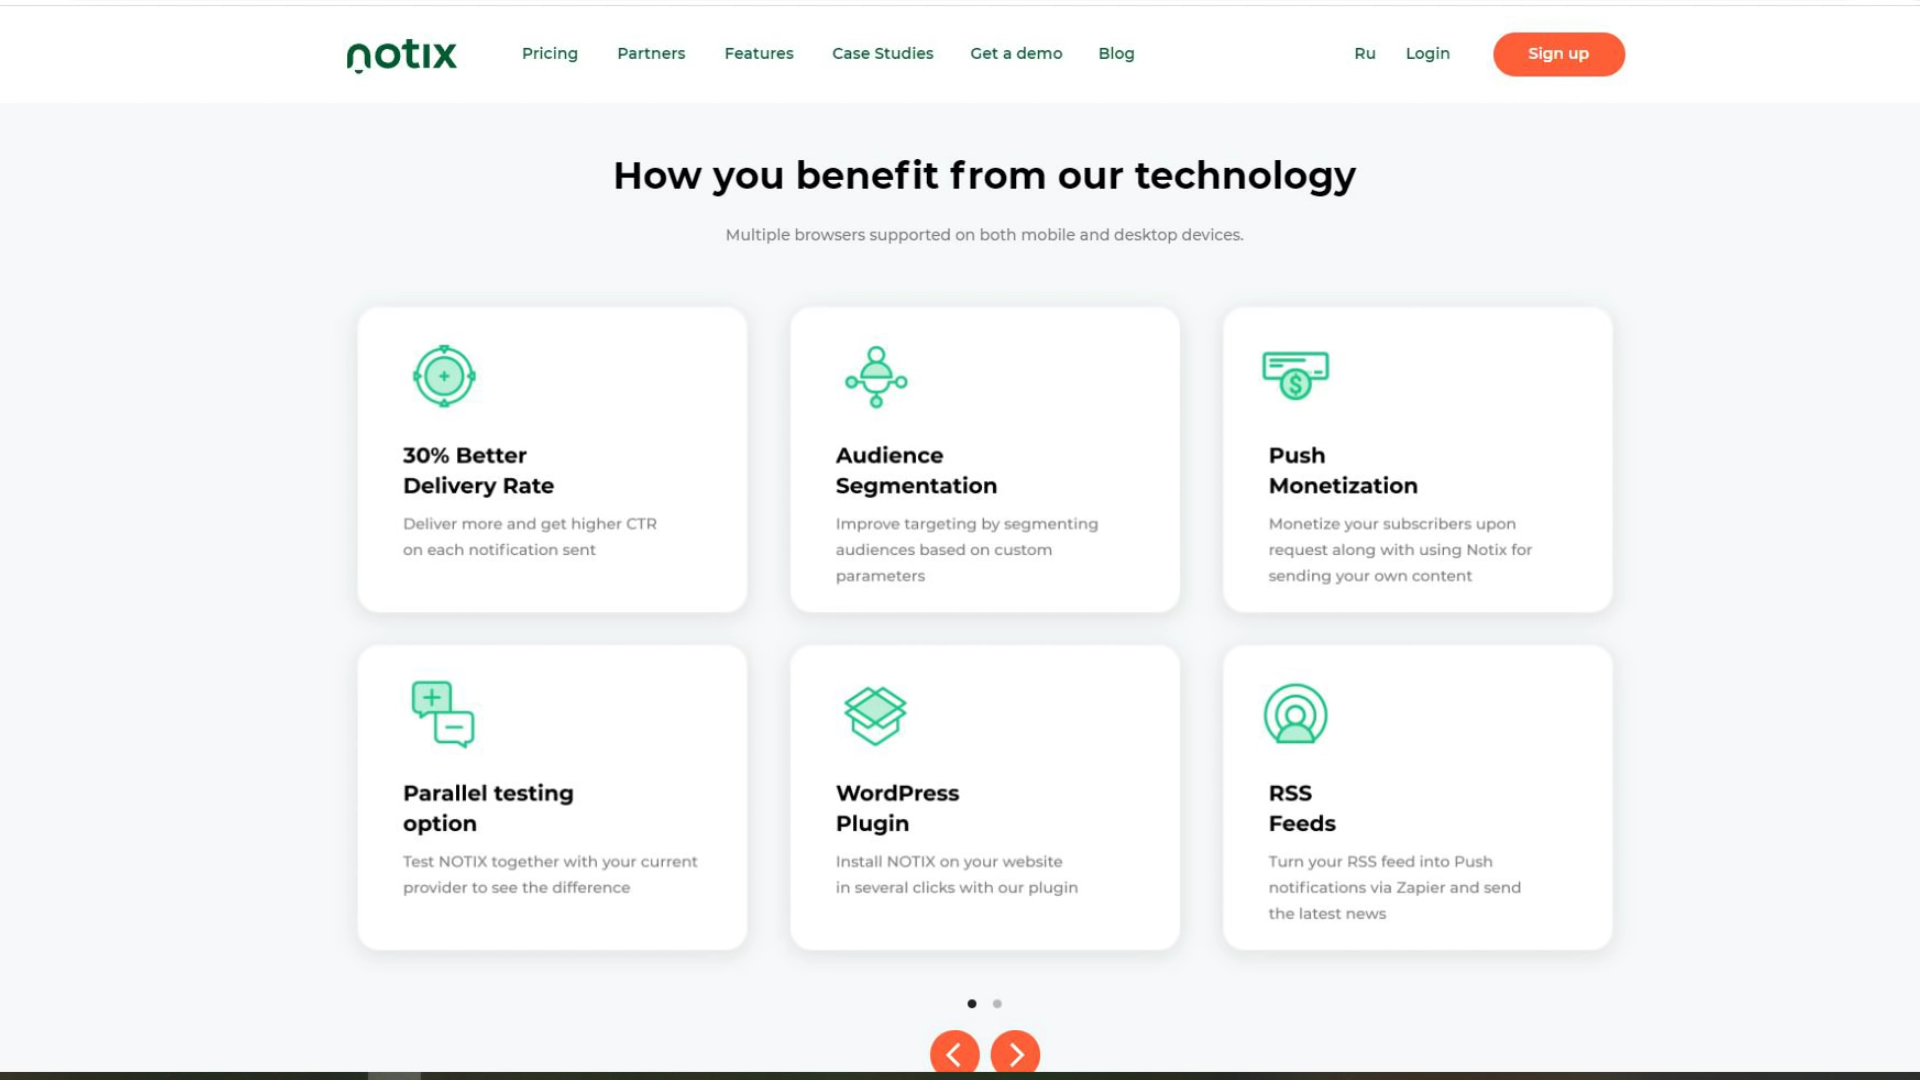 notix
Pricing Partners Features Case Studies Get a demo Blog Ru Login Sign up
How you benefit from our technology
Multiple browsers supported on both mobile and desktop devices.
30% Better
Delivery Rate
Deliver more and get higher CTR
on each notification sent
Audience
Segmentation
Improve targeting by segmenting
audiences based on custom
parameters
Push
Monetization
Monetize your subscribers upon
request along with using Notix for
sending your own content
Parallel testing
option
Test NOTIX together with your current
provider to see the difference
WordPress
Plugin
Install NOTIX on your website
in several clicks with our plugin
RSS
Feeds
Turn your RSS feed into Push
notifications via Zapier and send
the latest news